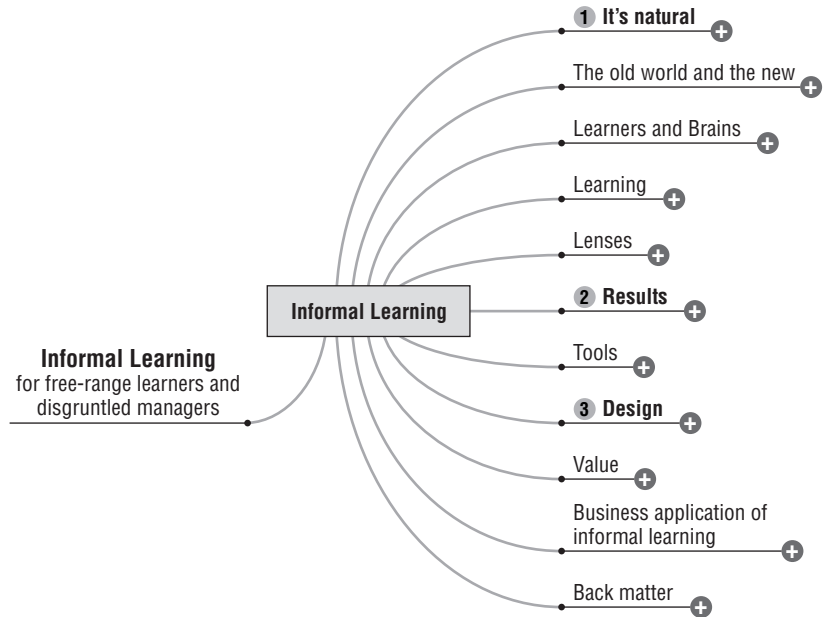 1 It’s natural
The old world and the new
Learners and Brains
Learning
Lenses
2 Results
Informal Learning
Tools
3 Design
Value
Business application of
informal learning
Back matter
Informal Learning
for free-range learners and
disgruntled managers